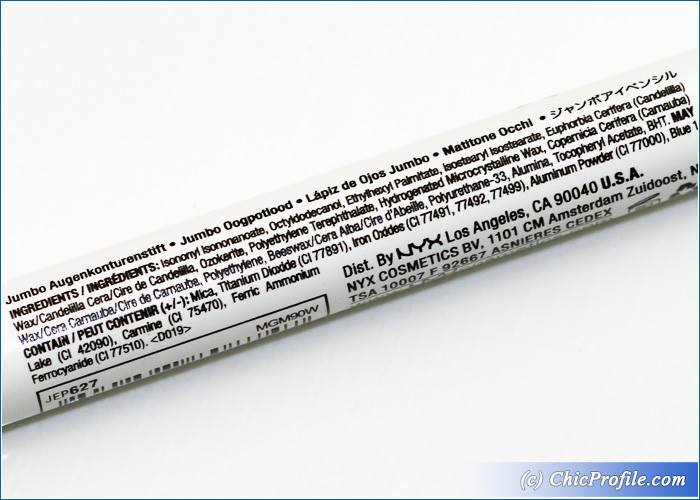 Jumbo Augenkonturenstift • Jumbo Oogpotlood • Lápiz de Ojos Jumbo • Matitone Occhi • ジャンボアイペンシル
INGREDIENTS / INGRÉDIENTS: Isononyl Isononanoate, Octyldodecanol, Ethylhexyl Palmitate, Isostearyl Isostearate, Euphorbia Cerifera (Candelilla)
Wax/Candelilla Cera/Cire de Candelilla, Ozokerite, Polyethylene Terephthalate, Hydrogenated Microcrystalline Wax, Copernicia Cerifera (Carnauba)
Wax/Cera Carnauba/Cire de Carnauba, Polyethylene, Beeswax/Cera Alba/Cire d'Abeille, Polyurethane-33, Alumina, Tocopheryl Acetate, BHT. MAY
CONTAIN / PEUT CONTENIR (+/-): Mica, Titanium Dioxide (CI 77891), Iron Oxides (CI 77491, 77492, 77499), Aluminum Powder (CI 77000), Blue 1
Lake (CI 42090), Carmine (CI 75470), Ferric Ammonium
Ferrocyanide (CI 77510). <D019>
Dist. By NYX Los Angeles, CA 90040 U.S.A.
NYX COSMETICS BV, 1101 CM Amsterdam Zuidoost, N
TSA 10007 F 92667 ASNIERES CEDEX
JEP627 MGM90W
(c) ChicProfile.com